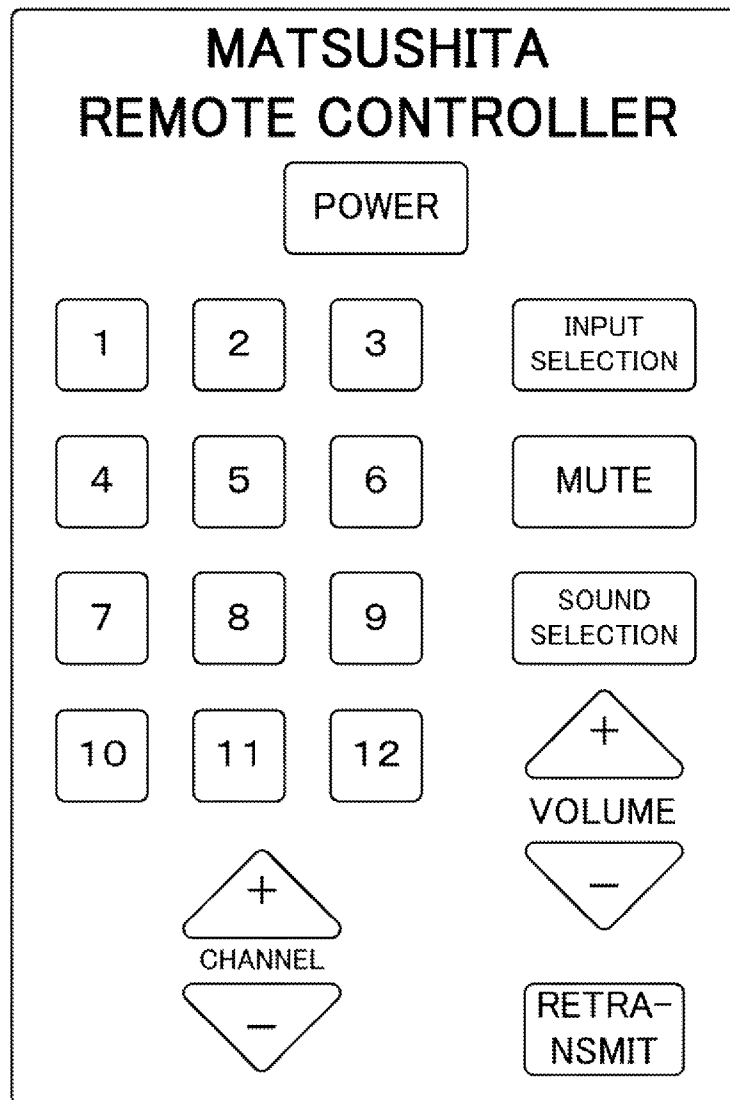 MATSUSHITA
REMOTE CONTROLLER
POWER
1 2 3
INPUT
SELECTION
4 5 6
MUTE
7 8 9
SOUND
SELECTION
10 11 12
+
VOLUME
−
+
CHANNEL
−
RETRA-
NSMIT